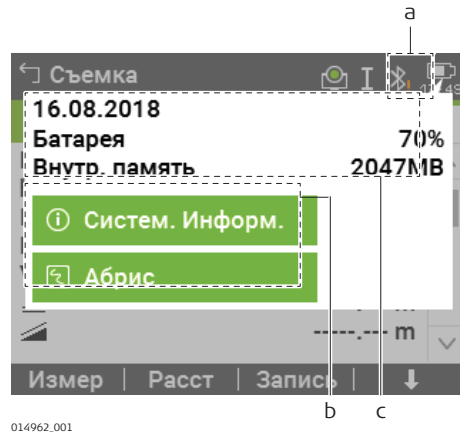 a
Съемка
16.08.2018
Батарея 70%
Внутр. память 2047MB
Систем. Информ.
Абрис
-----.--- m
Измер | Расст | Запись |
b c
014962_001